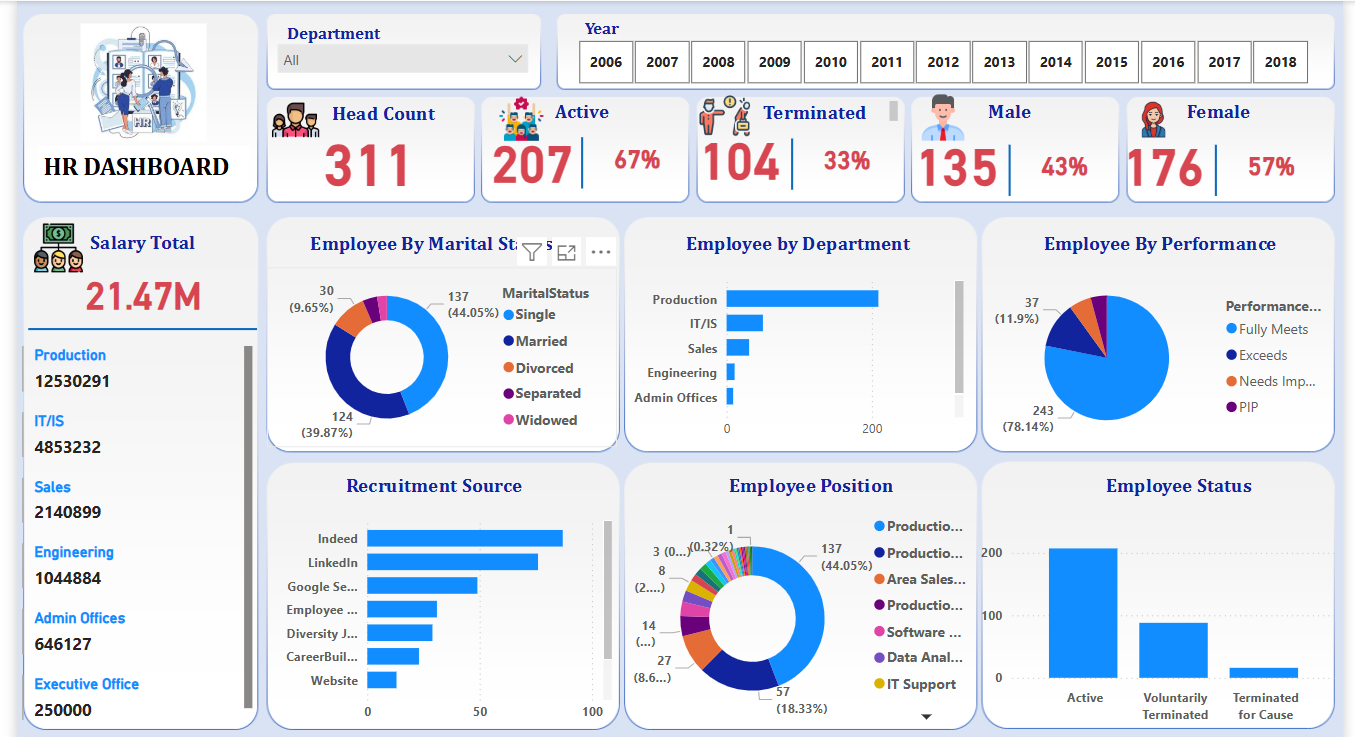 HR
HR DASHBOARD
Department
All
Year
2006 2007 2008 2009 2010 2011 2012 2013 2014 2015 2016 2017 2018
Head Count
311
Active
207 67%
Terminated
104 33%
Male
135 43%
Female
176 57%
Salary Total
21.47M
Production
12530291
IT/IS
4853232
Sales
2140899
Engineering
1044884
Admin Offices
646127
Executive Office
250000
Employee By Marital Sta s
...
30
(9.65%)
137
(44.05%)
124
(39.87%)
MaritalStatus
Single
Married
Divorced
Separated
Widowed
Employee by Department
Production
IT/IS
Sales
Engineering
Admin Offices
0 200
Employee By Performance
37
(11.9%)
243
(78.14%)
Performance...
Fully Meets
Exceeds
Needs Imp...
PIP
Recruitment Source
Indeed
LinkedIn
Google Se...
Employee ...
Diversity J...
CareerBuil...
Website
0 50 100
Employee Position
1
(0.32%)
3 (0...)
8
(2....)
14
(...)
27
(8.6...)
137
(44.05%)
57
(18.33%)
Productio...
Productio...
Area Sales...
Productio...
Software ...
Data Anal...
IT Support
Employee Status
200
100
0
Active
Voluntarily
Terminated
Terminated
for Cause